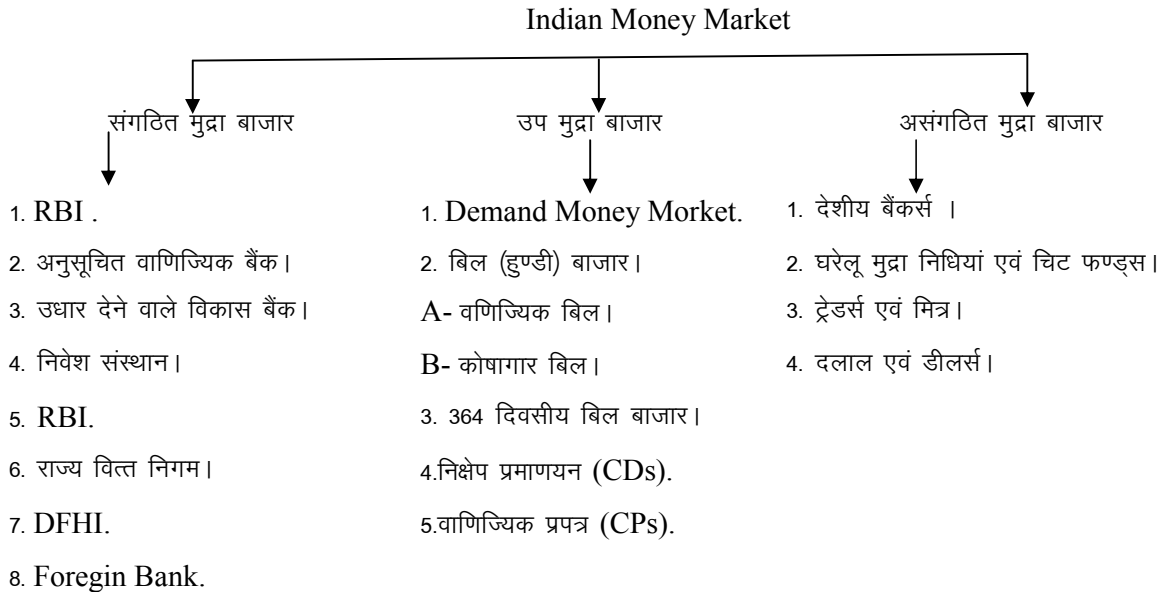 Indian Money Market
संगठित मुद्रा बाजार
1. RBI .
2. अनुसूचित वाणिज्यिक बैंक।
3. उधार देने वाले विकास बैंक।
4. निवेश संस्थान।
5. RBI.
6. राज्य वित्त निगम।
7. DFHI.
8. Foregin Bank.
उप मुद्रा बाजार
1. Demand Money Morket.
2. बिल (हुण्डी) बाजार।
A- वणिज्यिक बिल।
B- कोषागार बिल।
3. 364 दिवसीय बिल बाजार।
4.निक्षेप प्रमाणयन (CDs).
5.वाणिज्यिक प्रपत्र (CPs).
असंगठित मुद्रा बाजार
1. देशीय बैंकर्स ।
2. घरेलू मुद्रा निधियां एवं चिट फण्ड्स।
3. ट्रेडर्स एवं मित्र।
4. दलाल एवं डीलर्स।